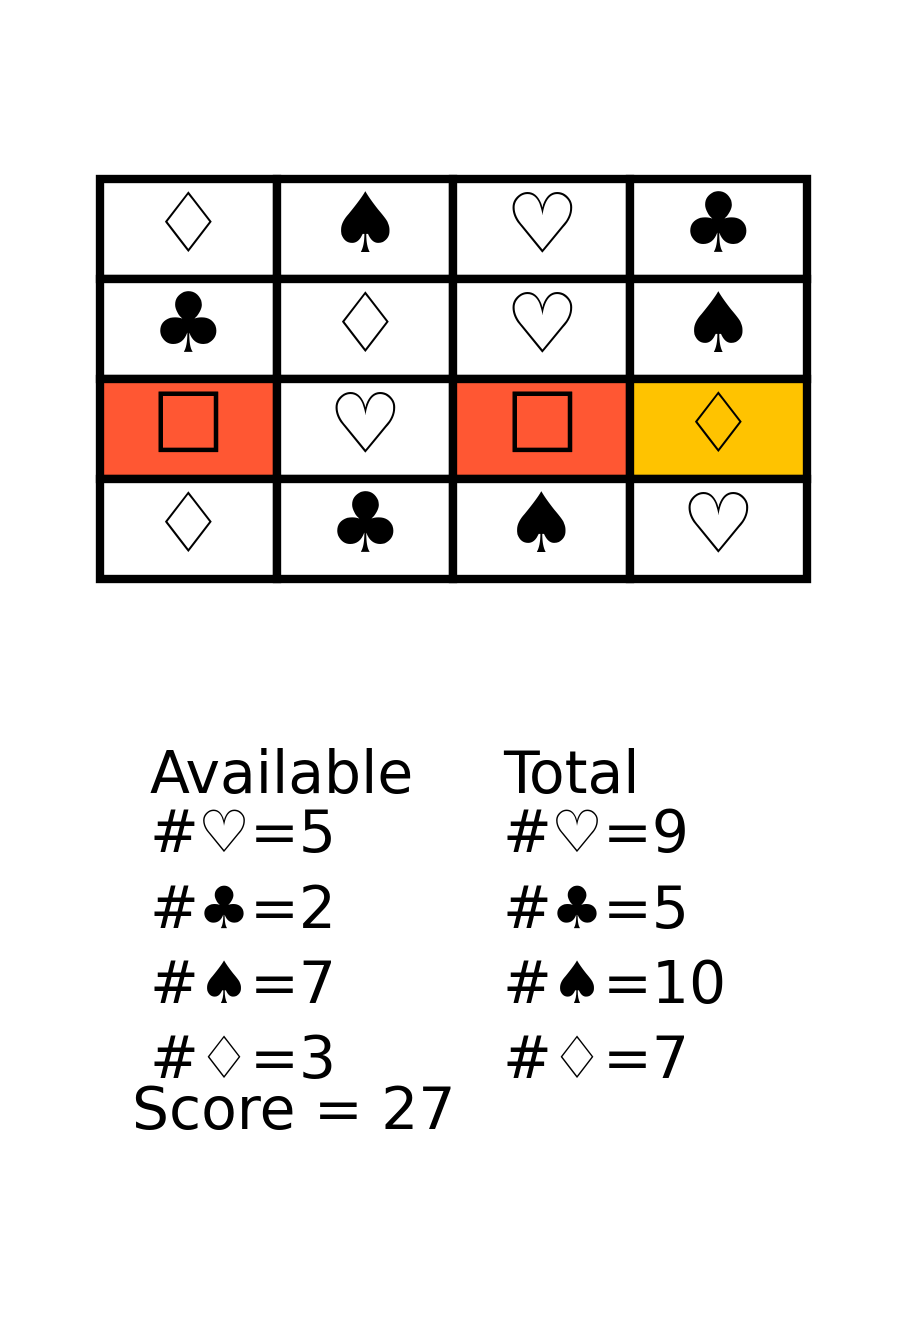 ♢ ♠ ♡ ♣
♣ ♢ ♡ ♠
□ ♡ □ ♢
♢ ♣ ♠ ♡
Available Total
#♡=5 #♡=9
#♣=2 #♣=5
#♠=7 #♠=10
#♢=3 #♢=7
Score = 27